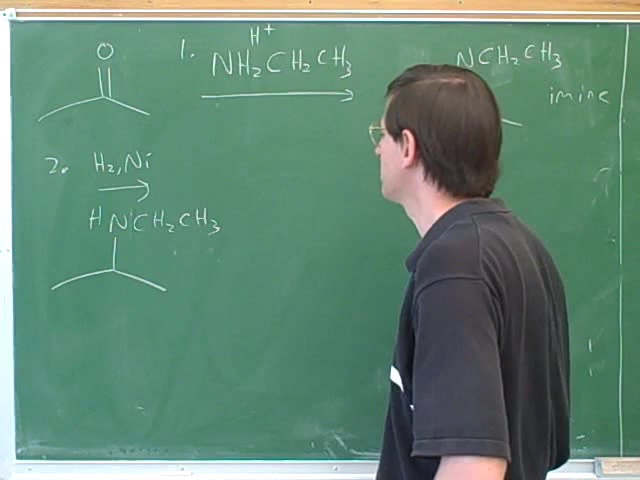 O
1. H+
NH2CH2CH3
NCH2CH3
imine
2. H2, Ni
HNCH2CH3